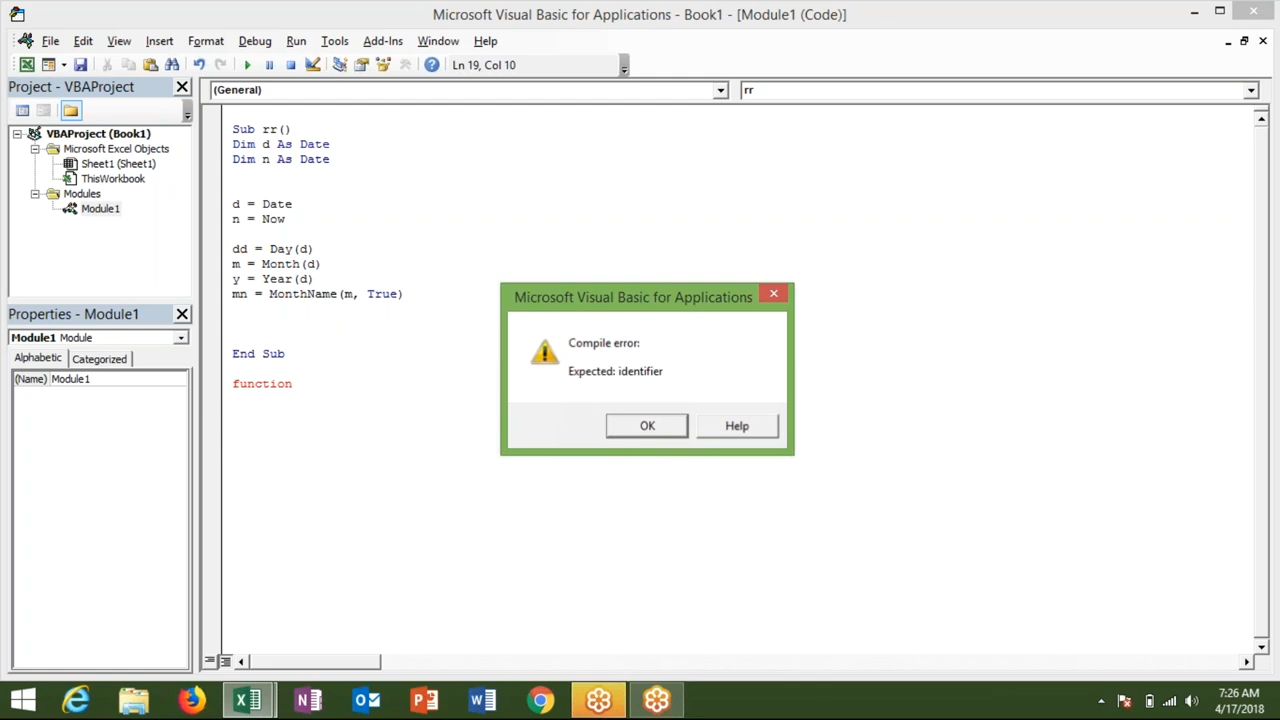 Microsoft Visual Basic for Applications - Book1 - [Module1 (Code)]
File Edit View Insert Format Debug Run Tools Add-Ins Window Help
Ln 19, Col 10
Project - VBAProject
(General)
rr
VBAProject (Book1)
Microsoft Excel Objects
Sheet1 (Sheet1)
ThisWorkbook
Modules
Module1
Properties - Module1
Module1 Module
Alphabetic Categorized
(Name) Module1
Sub rr()
Dim d As Date
Dim n As Date
d = Date
n = Now
dd = Day(d)
m = Month(d)
y = Year(d)
mn = MonthName(m, True)
End Sub
function
Microsoft Visual Basic for Applications
Compile error:
Expected: identifier
OK
Help
7:26 AM
4/17/2018